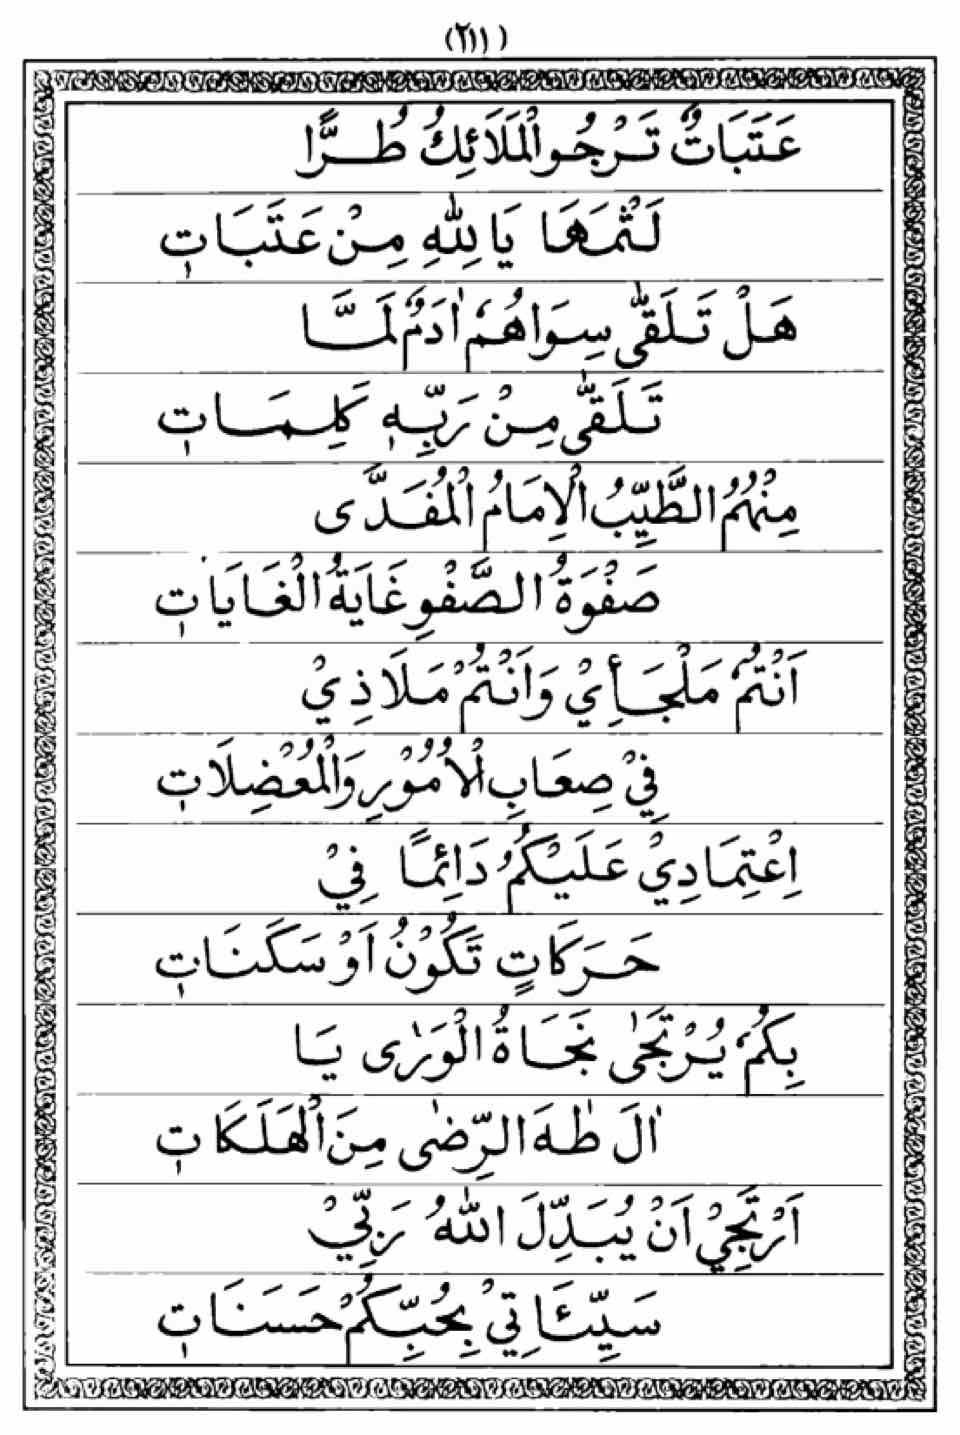 (٢١١)
عَتَبَاتٌ تَرْجُو الْمَلَائِكُ طُرًّا
لَثْمَهَا يَا لِلّٰهِ مِنْ عَتَبَاتٖ
هَلْ تَلَقّٰى سِوَاهُمْ اٰدَمُ لَمَّا
تَلَقّٰى مِنْ رَبِّهٖ كَلِمَاتٖ
مِنْهُمُ الطَّيِّبُ الْاِمَامُ الْمُفَدَّى
صَفْوَةُ الصَّفْوِ غَايَةُ الْغَايَاتٖ
اَنْتُمْ مَلْجَأِيْ وَاَنْتُمْ مَلَاذِيْ
فِيْ صِعَابِ الْاُمُوْرِ وَالْمُعْضِلَاتٖ
اِعْتِمَادِيْ عَلَيْكُمْ دَائِمًا فِيْ
حَرَكَاتٍ تَكُوْنُ اَوْ سَكَنَاتٖ
بِكُمْ يُرْتَجٰى نَجَاةُ الْوَرٰى يَا
اٰلَ طٰهَ الرِّضٰى مِنَ الْهَلَكَاتٖ
اَرْتَجِيْ اَنْ يُبَدِّلَ اللّٰهُ رَبِّيْ
سَيِّئَاتِيْ بِحُبِّكُمْ حَسَنَاتٖ